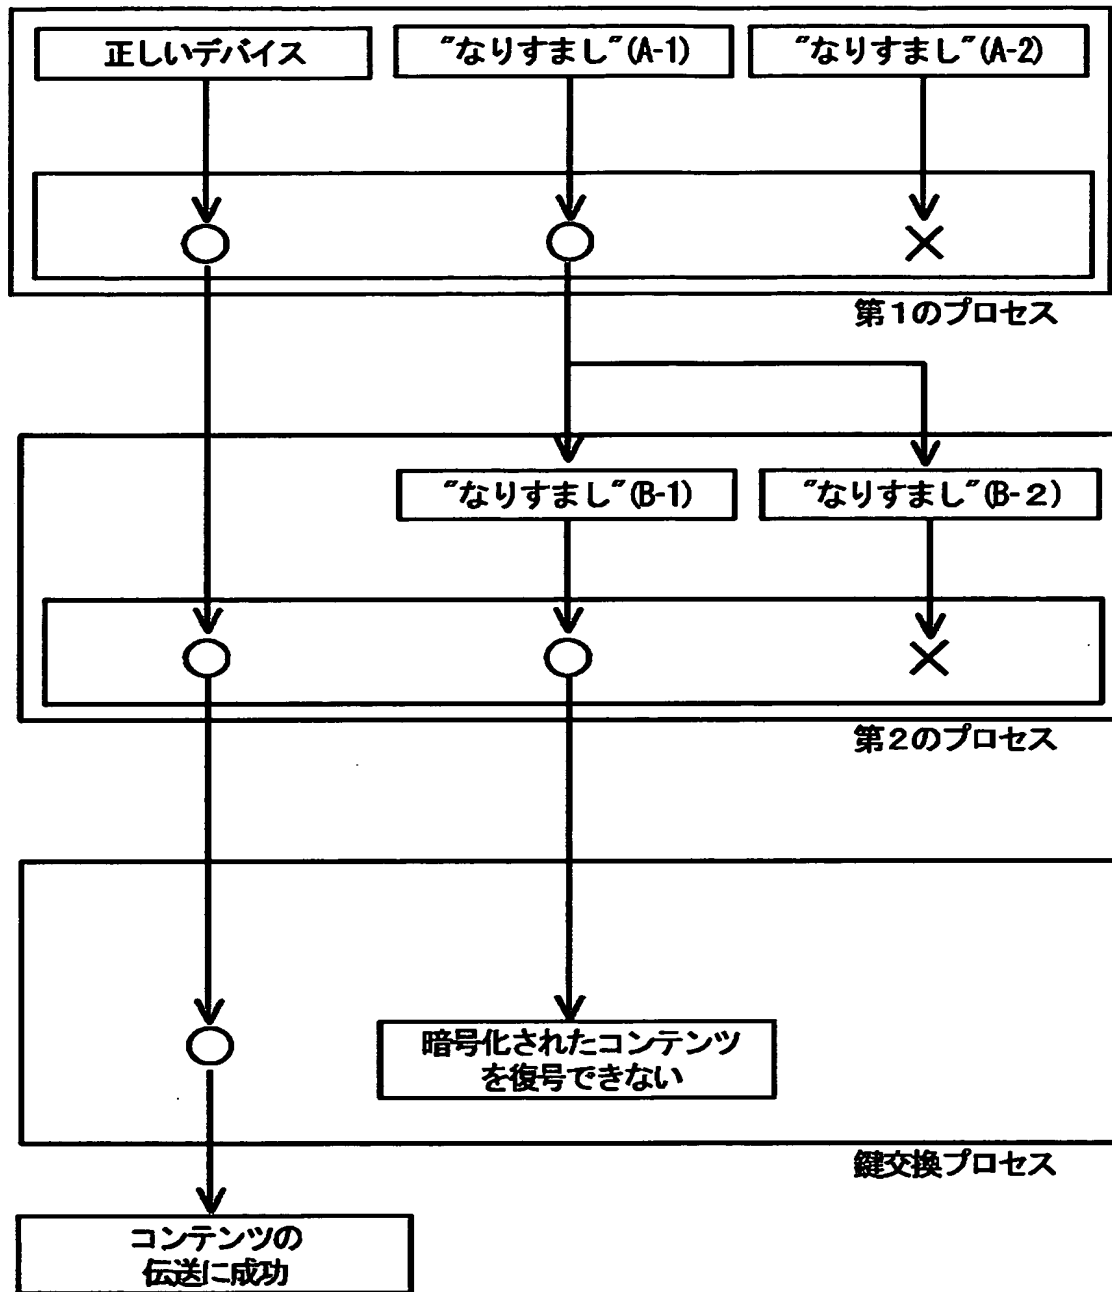 正しいデバイス
″なりすまし″(A-1)
″なりすまし″(A-2)
○
○
×
第1のプロセス
″なりすまし″(B-1)
″なりすまし″(B-2)
○
○
×
第2のプロセス
○
暗号化されたコンテンツ
を復号できない
鍵交換プロセス
コンテンツの
伝送に成功